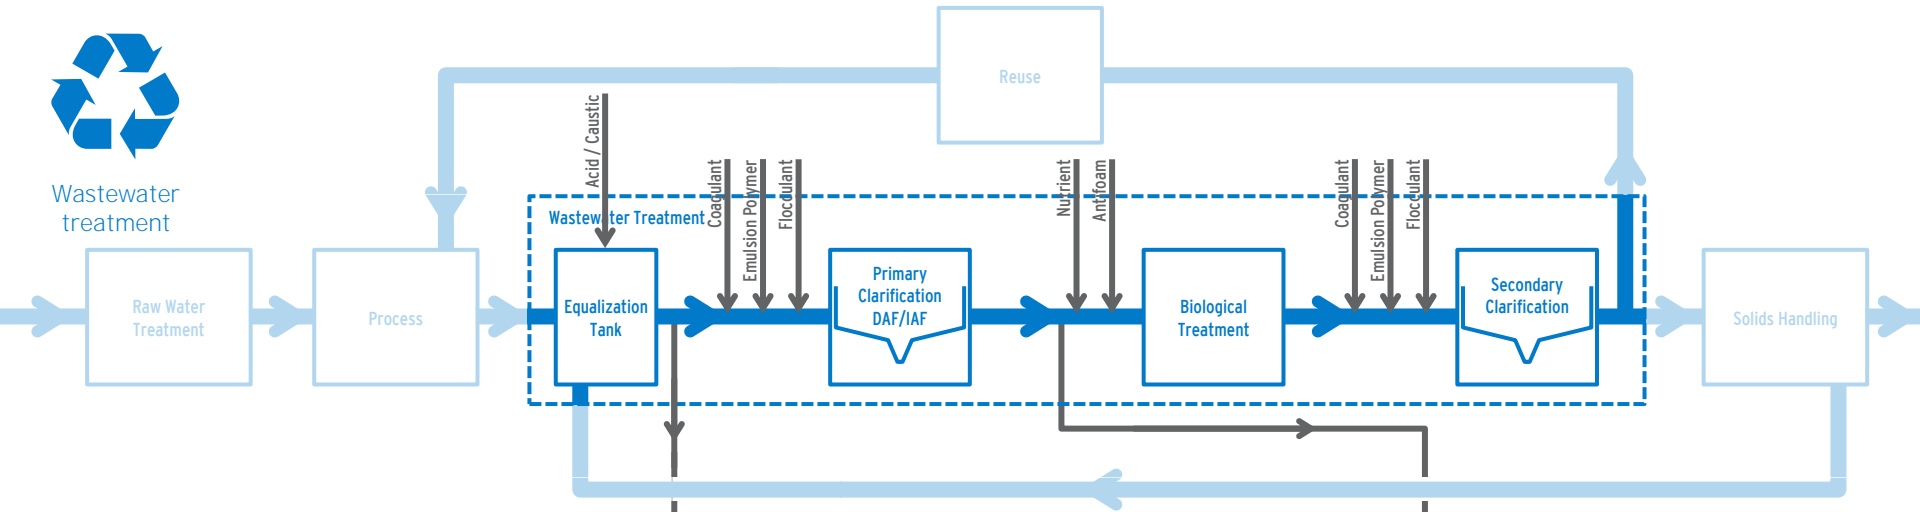 Wastewater
treatment
Reuse
Acid / Caustic
Coagulant
Emulsion Polymer
Flocculant
Nutrient
Antifoam
Coagulant
Emulsion Polymer
Flocculant
Wastewater Treatment
Raw Water
Treatment
Process
Equalization
Tank
Primary
Clarification
DAF/IAF
Biological
Treatment
Secondary
Clarification
Solids Handling